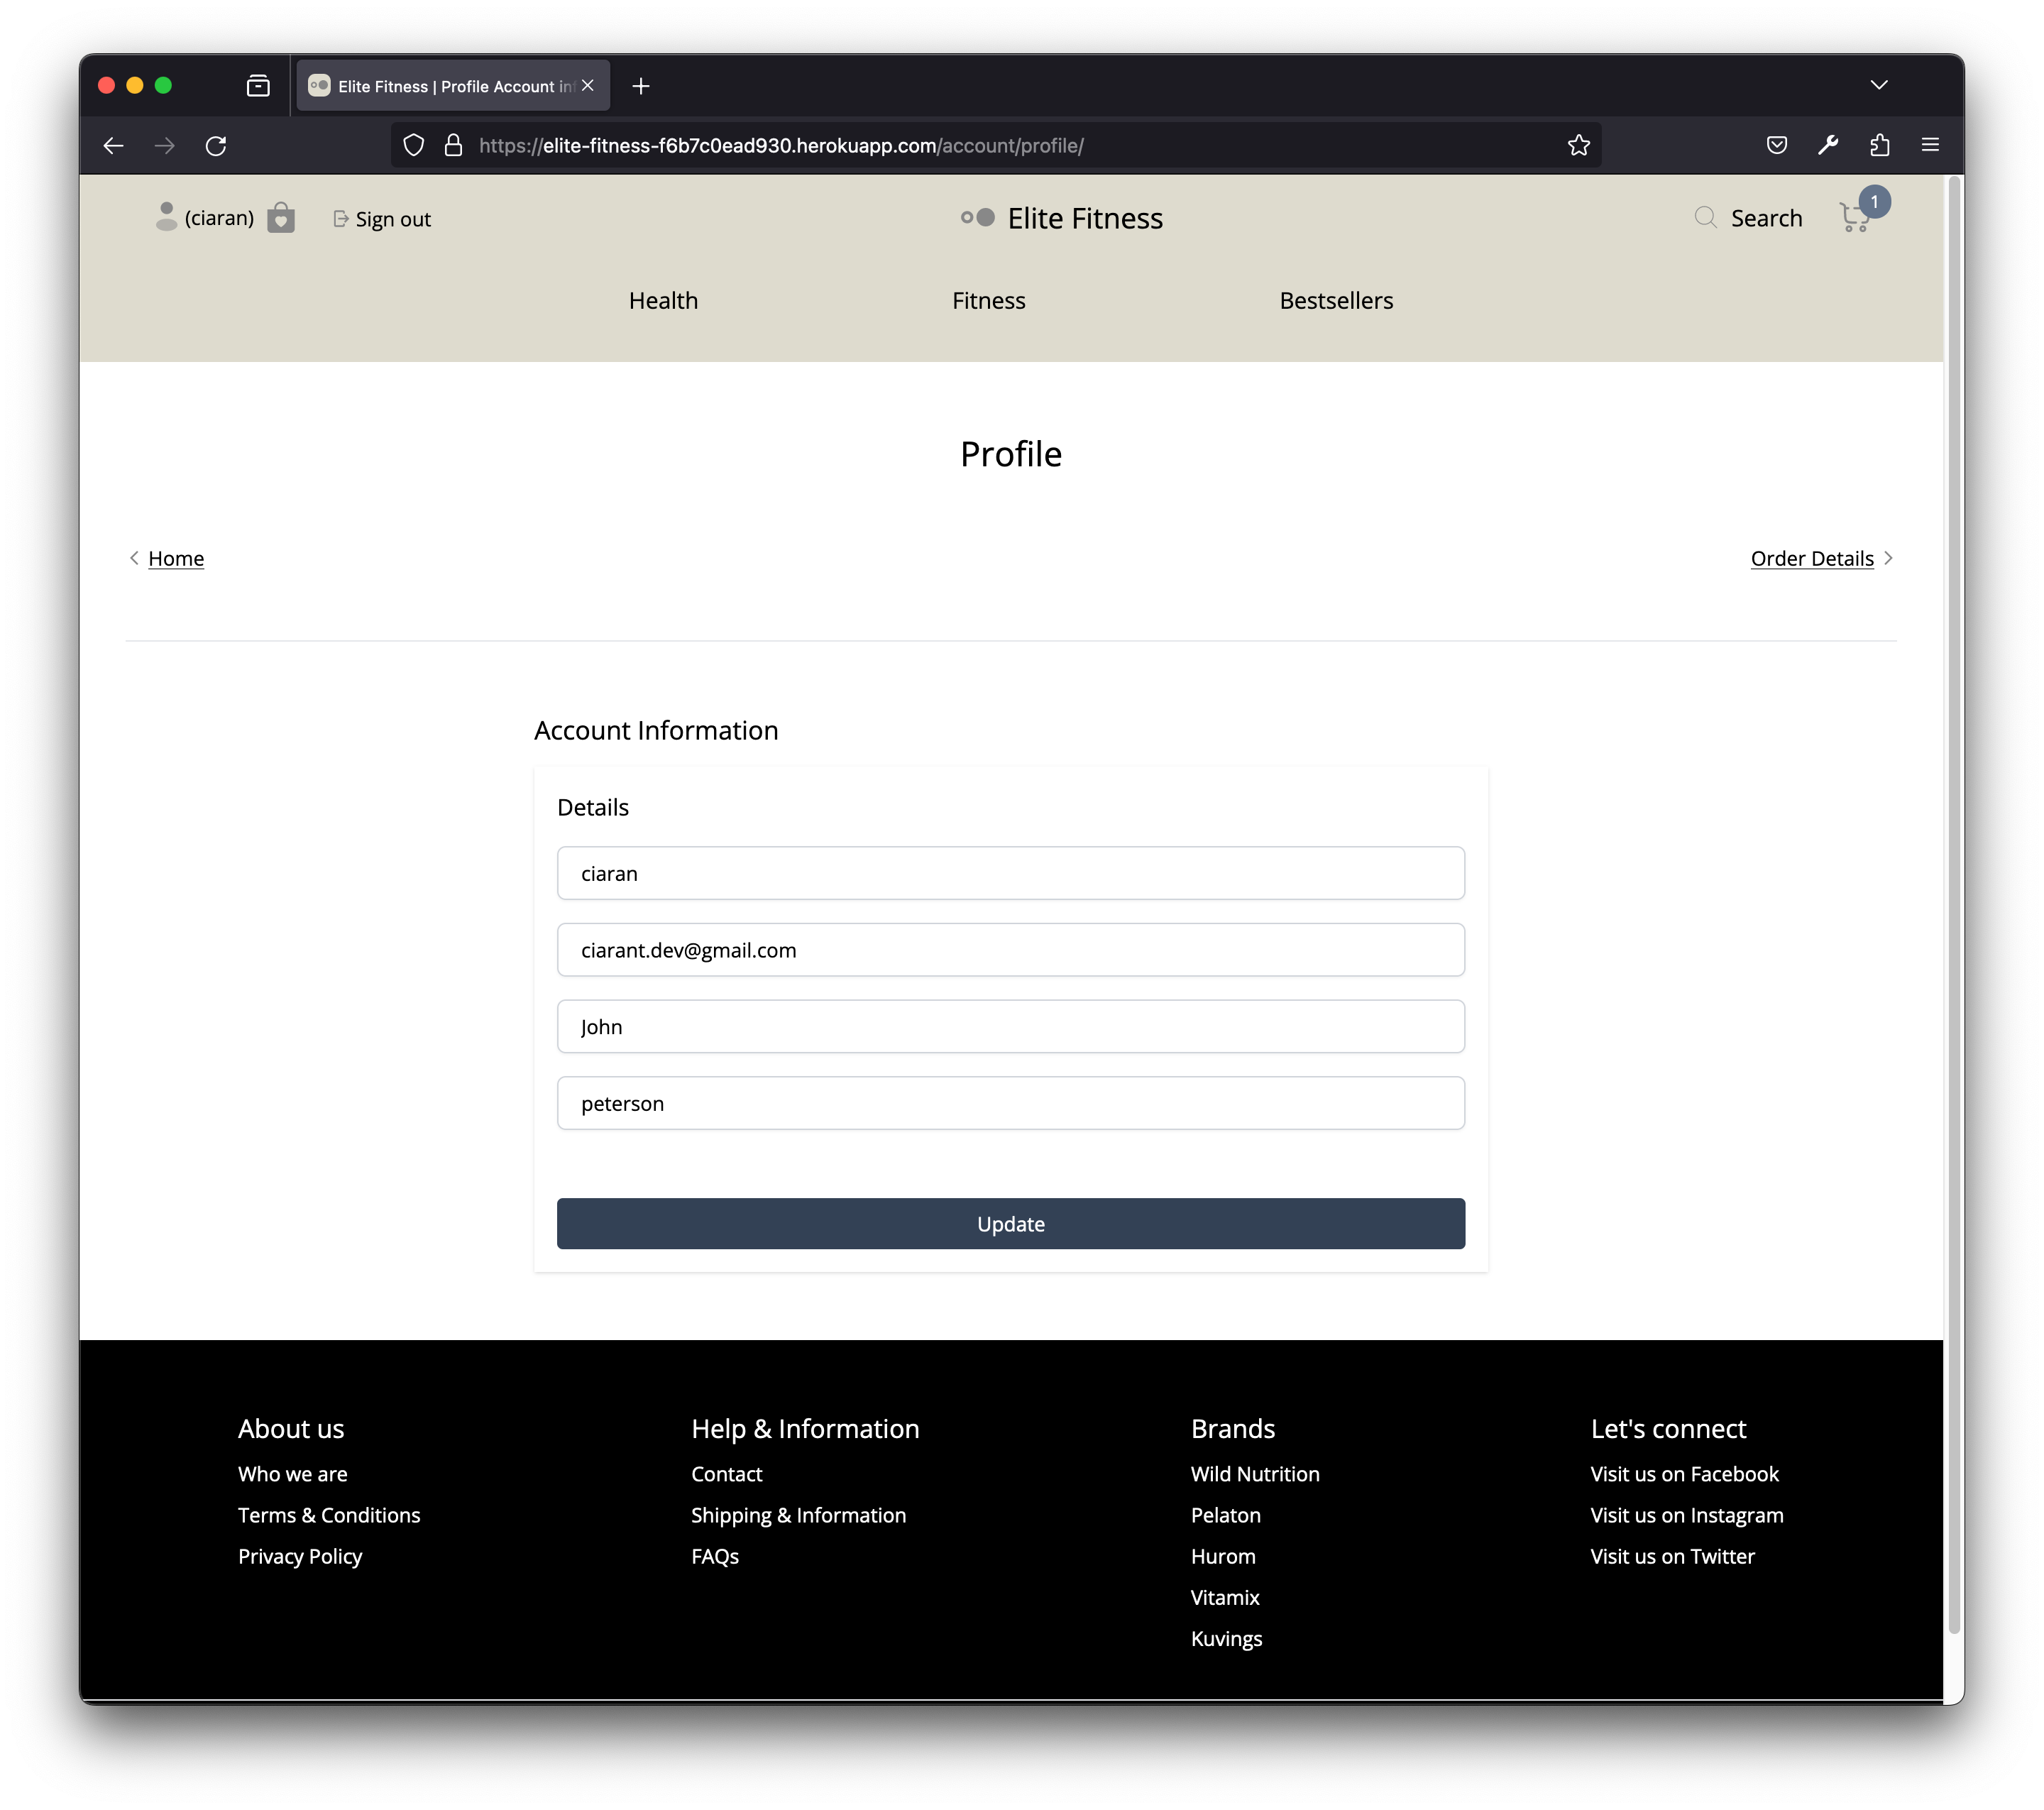 Elite Fitness | Profile Account in
https://elite-fitness-f6b7c0ead930.herokuapp.com/account/profile/
(ciaran) Sign out Elite Fitness Search 1
Health Fitness Bestsellers
Profile
Home Order Details
Account Information
Details
ciaran
ciarant.dev@gmail.com
John
peterson
Update
About us
Who we are
Terms & Conditions
Privacy Policy
Help & Information
Contact
Shipping & Information
FAQs
Brands
Wild Nutrition
Pelaton
Hurom
Vitamix
Kuvings
Let's connect
Visit us on Facebook
Visit us on Instagram
Visit us on Twitter